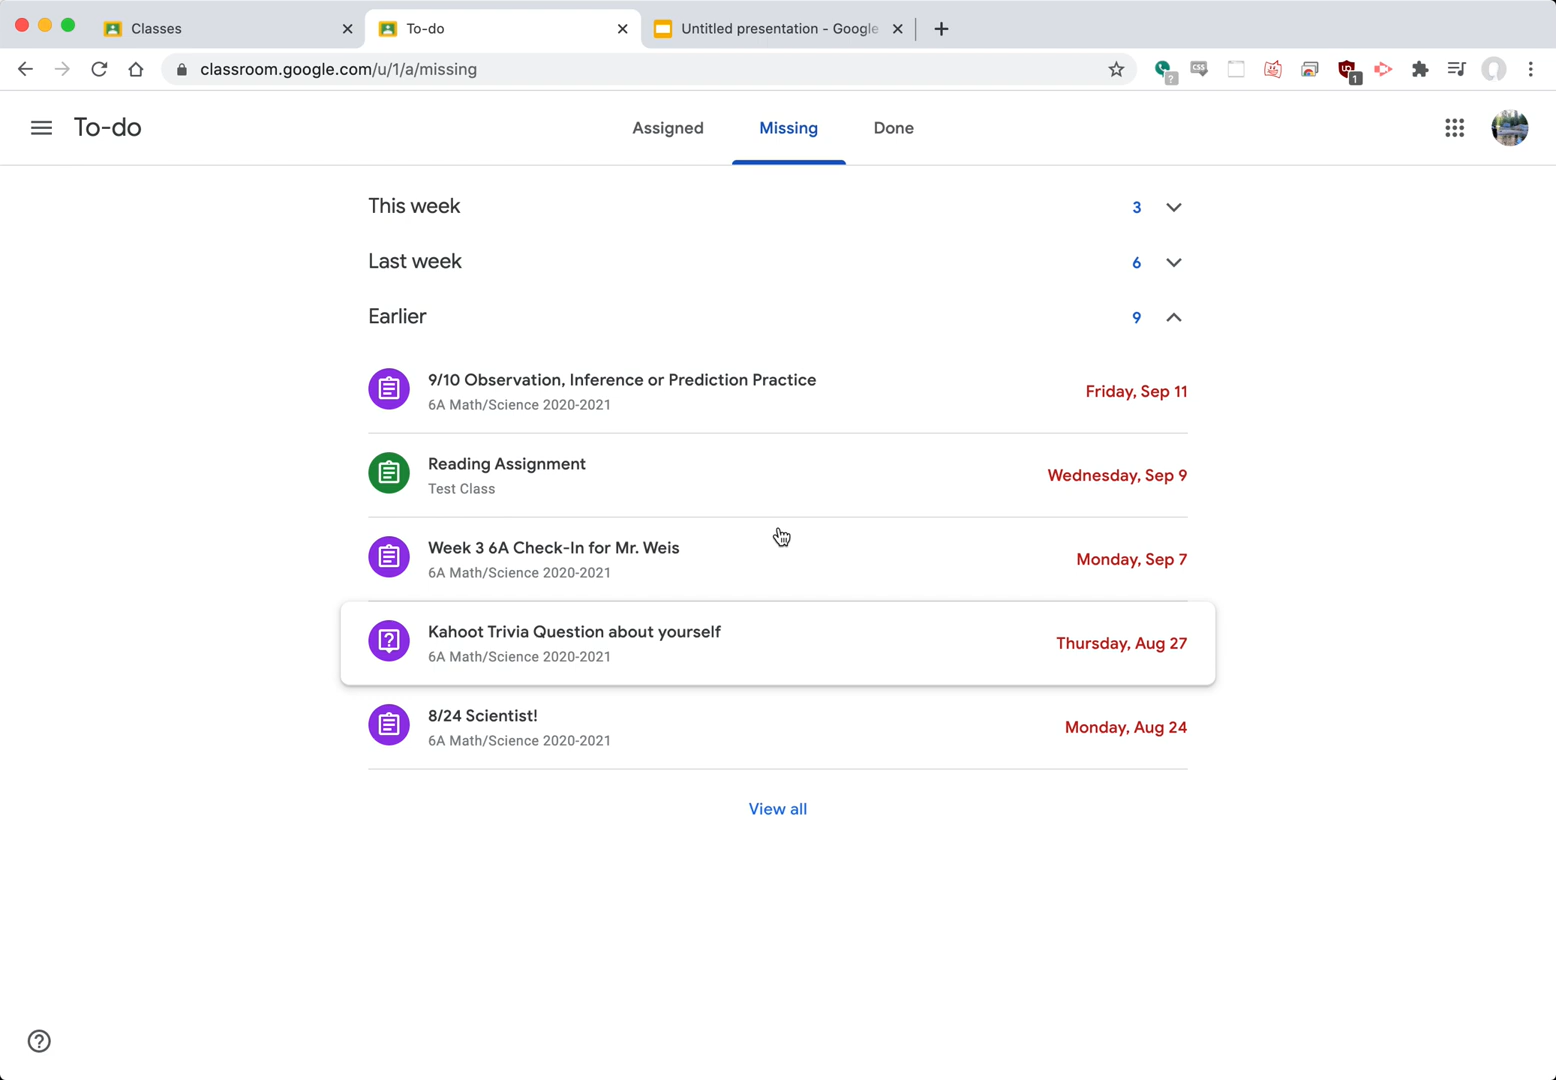 Classes
To-do
Untitled presentation - Google
classroom.google.com/u/1/a/missing
?
CSS
1
To-do
Assigned
Missing
Done
This week
3
Last week
6
Earlier
9
9/10 Observation, Inference or Prediction Practice
6A Math/Science 2020-2021
Friday, Sep 11
Reading Assignment
Test Class
Wednesday, Sep 9
Week 3 6A Check-In for Mr. Weis
6A Math/Science 2020-2021
Monday, Sep 7
Kahoot Trivia Question about yourself
6A Math/Science 2020-2021
Thursday, Aug 27
8/24 Scientist!
6A Math/Science 2020-2021
Monday, Aug 24
View all
?